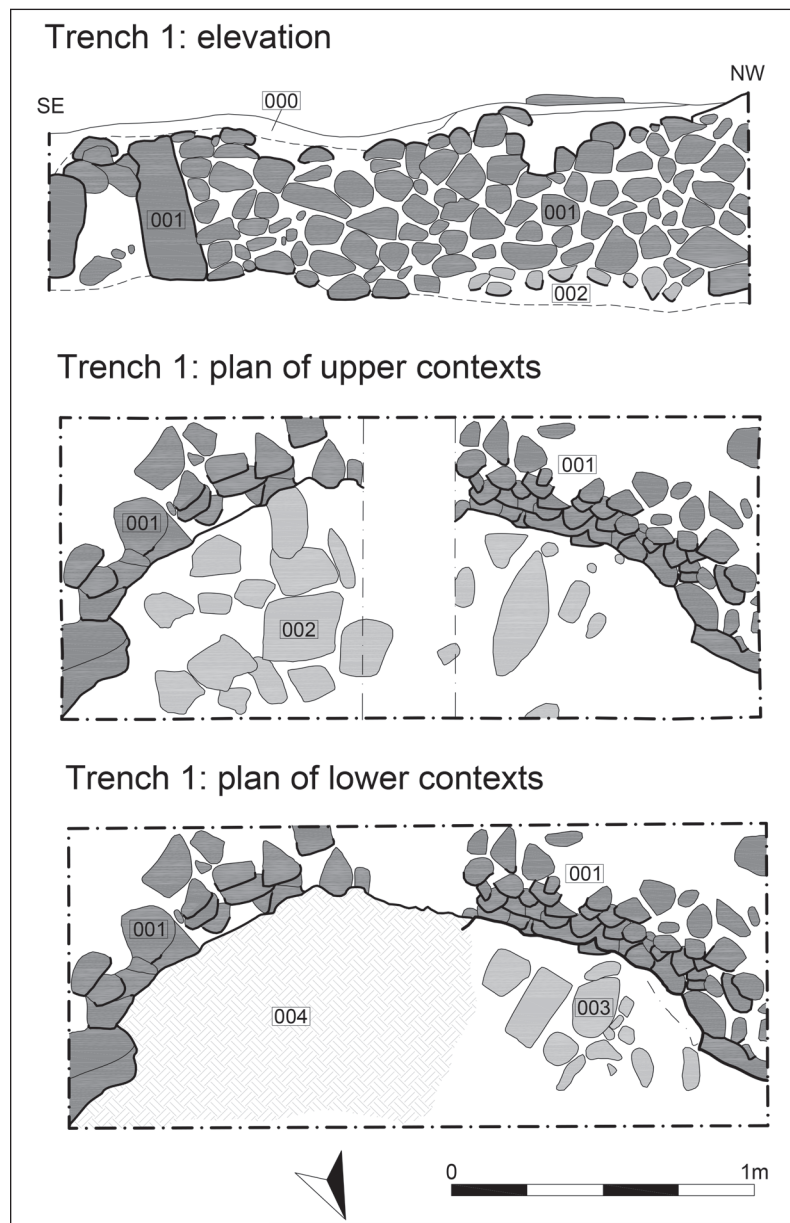 Trench 1: elevation
SE
000
NW
001
001
002
Trench 1: plan of upper contexts
001
001
002
Trench 1: plan of lower contexts
001
001
003
004
0
1m